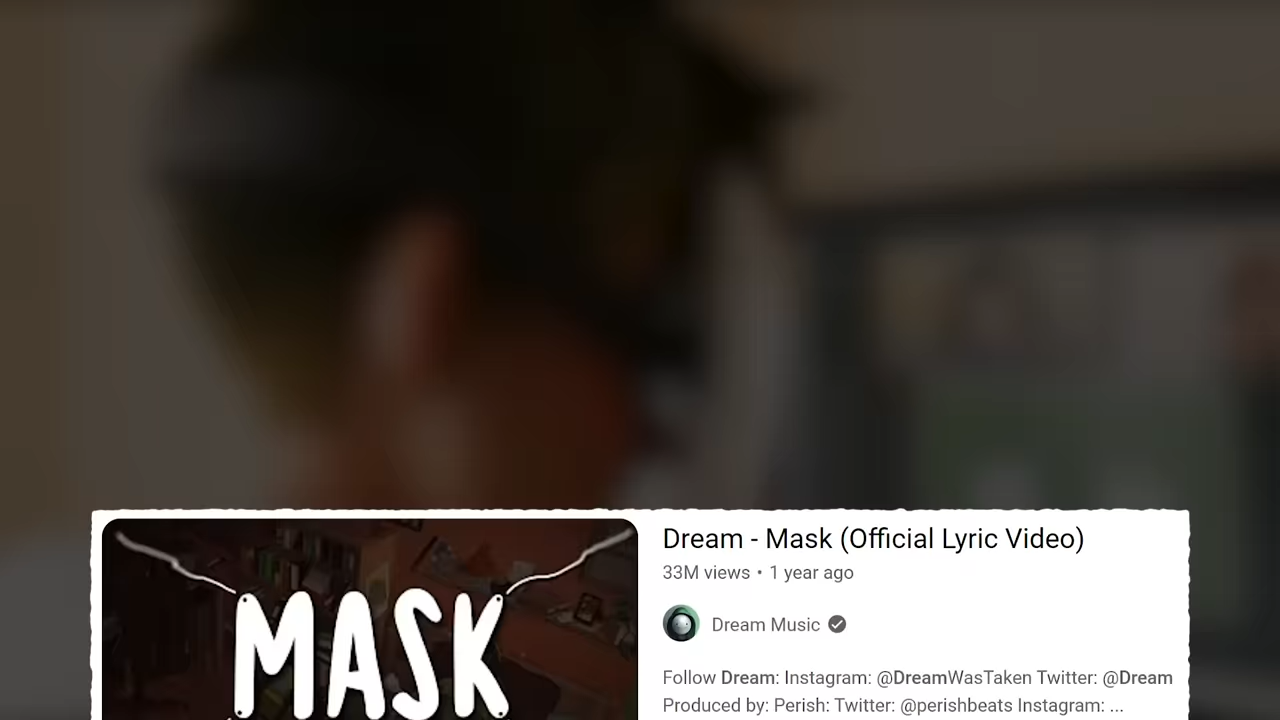 MASK
Dream - Mask (Official Lyric Video)
33M views • 1 year ago
Dream Music
Follow Dream: Instagram: @DreamWasTaken Twitter: @Dream
Produced by: Perish: Twitter: @perishbeats Instagram: ...